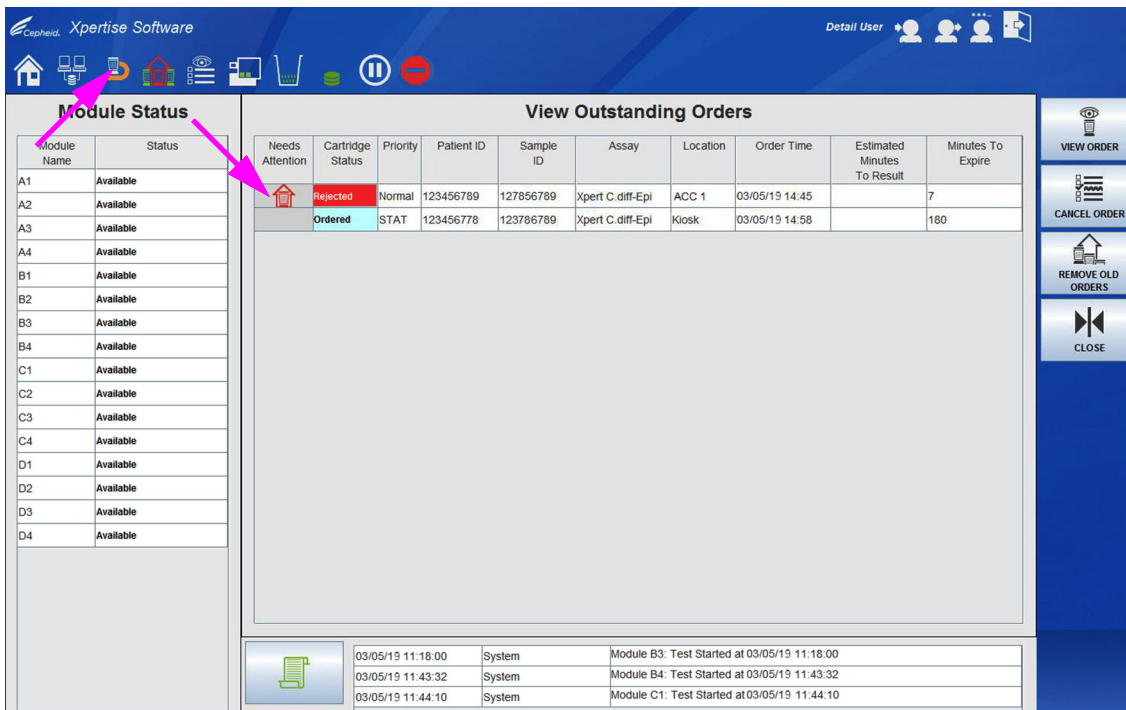 Cepheid. Xpertise Software
Detail User
Module Status
Module Name Status
A1 Available
A2 Available
A3 Available
A4 Available
B1 Available
B2 Available
B3 Available
B4 Available
C1 Available
C2 Available
C3 Available
C4 Available
D1 Available
D2 Available
D3 Available
D4 Available
View Outstanding Orders
Needs Attention Cartridge Status Priority Patient ID Sample ID Assay Location Order Time Estimated Minutes To Result Minutes To Expire
Rejected Normal 123456789 127856789 Xpert C.diff-Epi ACC 1 03/05/19 14:45 7
Ordered STAT 123456778 123786789 Xpert C.diff-Epi Kiosk 03/05/19 14:58 180
03/05/19 11:18:00 System Module B3: Test Started at 03/05/19 11:18:00
03/05/19 11:43:32 System Module B4: Test Started at 03/05/19 11:43:32
03/05/19 11:44:10 System Module C1: Test Started at 03/05/19 11:44:10
VIEW ORDER
CANCEL ORDER
REMOVE OLD
ORDERS
CLOSE